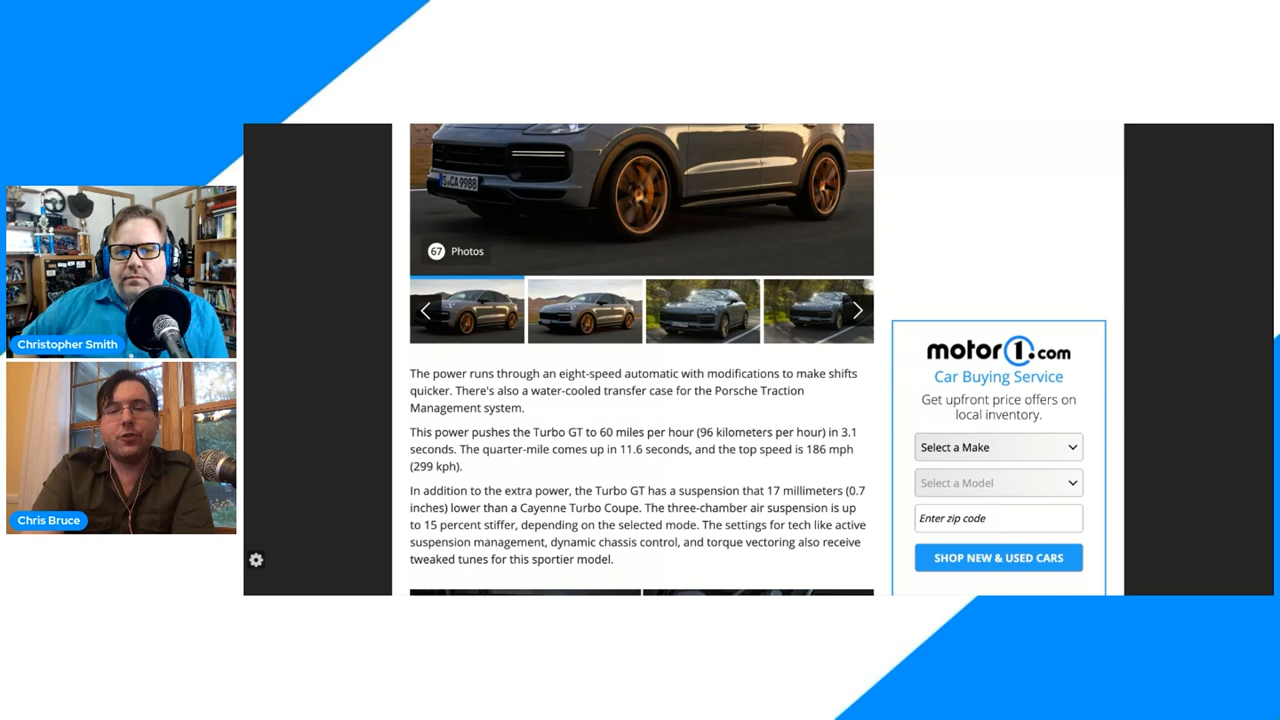 Christopher Smith
Chris Bruce
S:CA 9988
67 Photos
The power runs through an eight-speed automatic with modifications to make shifts
quicker. There's also a water-cooled transfer case for the Porsche Traction
Management system.
This power pushes the Turbo GT to 60 miles per hour (96 kilometers per hour) in 3.1
seconds. The quarter-mile comes up in 11.6 seconds, and the top speed is 186 mph
(299 kph).
In addition to the extra power, the Turbo GT has a suspension that 17 millimeters (0.7
inches) lower than a Cayenne Turbo Coupe. The three-chamber air suspension is up
to 15 percent stiffer, depending on the selected mode. The settings for tech like active
suspension management, dynamic chassis control, and torque vectoring also receive
tweaked tunes for this sportier model.
motor1.com
Car Buying Service
Get upfront price offers on
local inventory.
Select a Make
Select a Model
Enter zip code
SHOP NEW & USED CARS